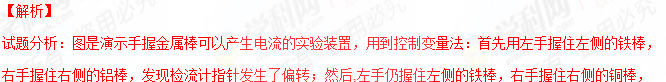 【解析】
试题分析：图是演示手握金属棒可以产生电流的实验装置，用到控制变量法：首先用左手握住左侧的铁棒，
右手握住右侧的铝棒，发现检流计指针发生了偏转；然后,左手仍握住左侧的铁棒，右手握住右侧的铜棒，